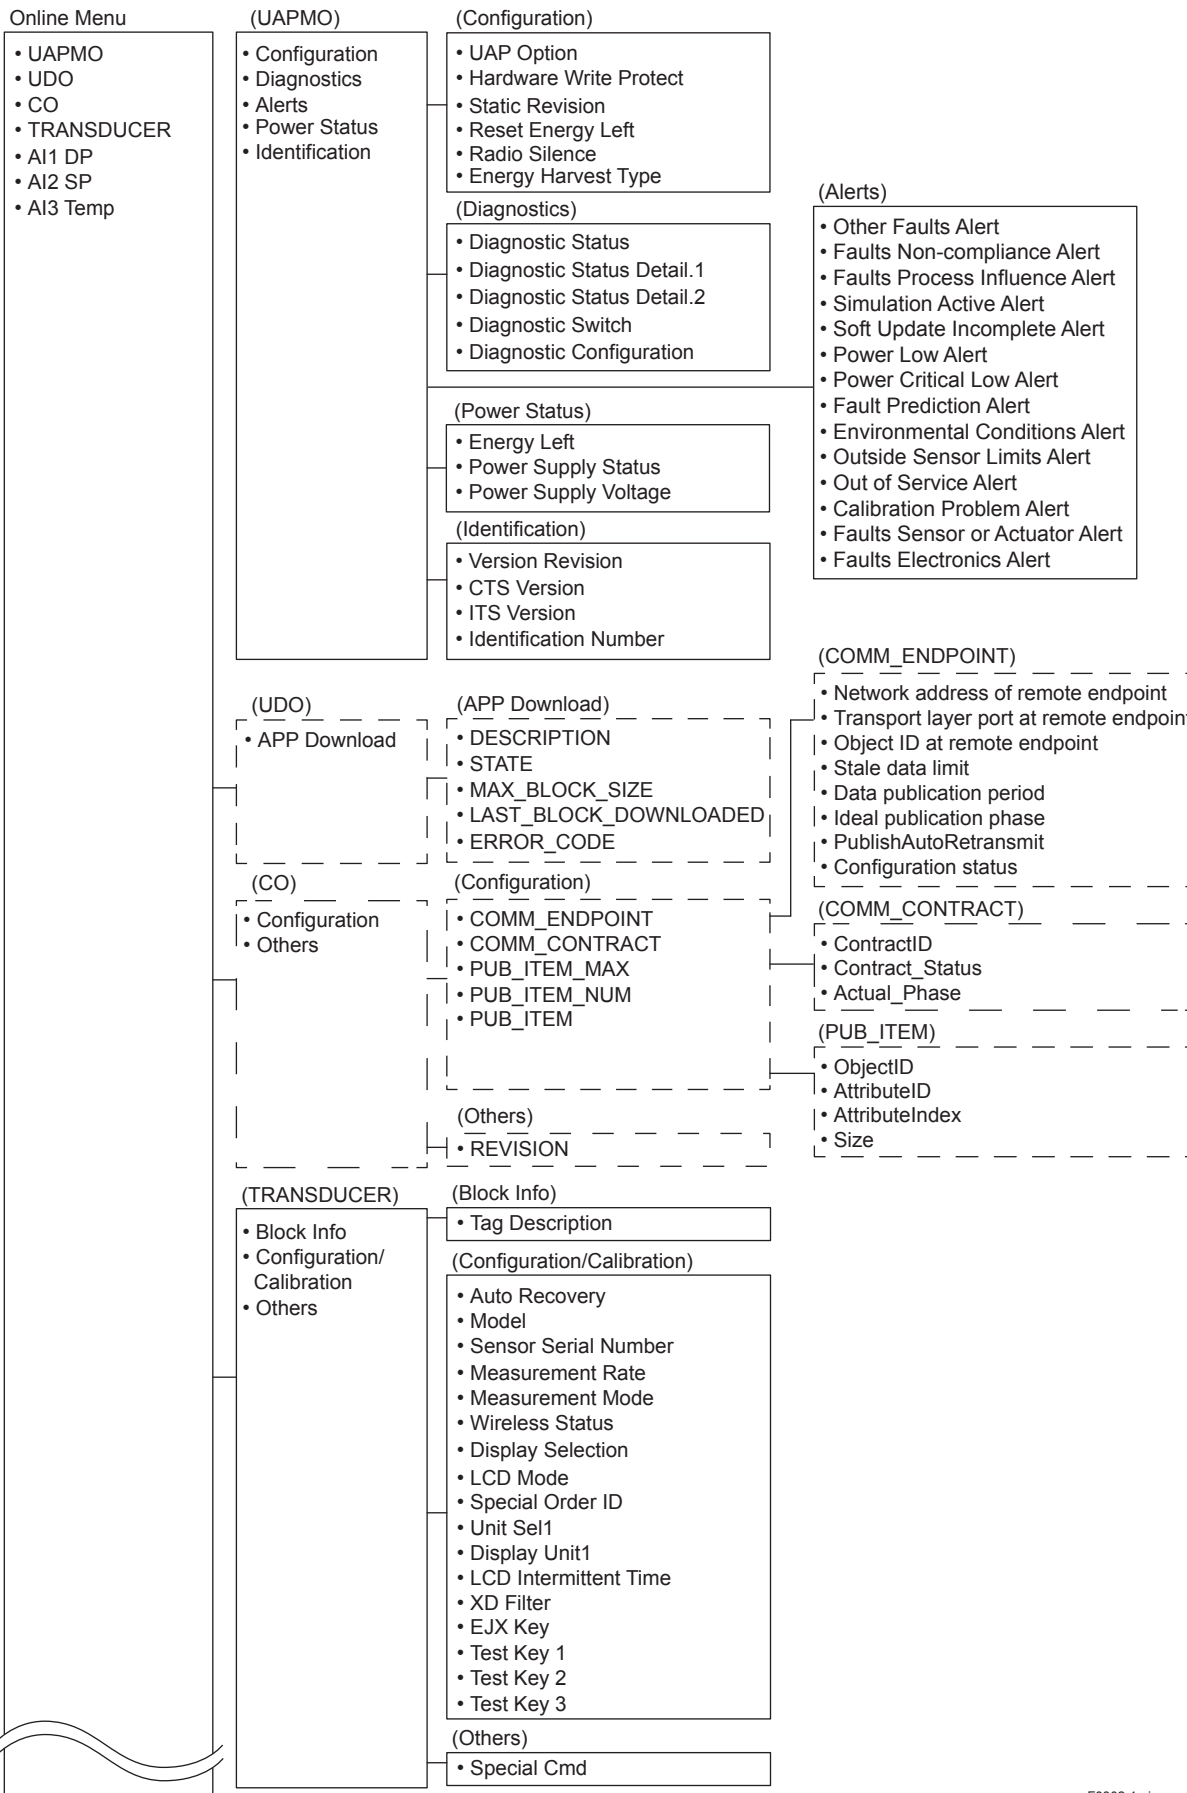 Online Menu
• UAPMO
• UDO
• CO
• TRANSDUCER
• AI1 DP
• AI2 SP
• AI3 Temp
(UAPMO)
• Configuration
• Diagnostics
• Alerts
• Power Status
• Identification
(Configuration)
• UAP Option
• Hardware Write Protect
• Static Revision
• Reset Energy Left
• Radio Silence
• Energy Harvest Type
(Diagnostics)
• Diagnostic Status
• Diagnostic Status Detail.1
• Diagnostic Status Detail.2
• Diagnostic Switch
• Diagnostic Configuration
(Alerts)
• Other Faults Alert
• Faults Non-compliance Alert
• Faults Process Influence Alert
• Simulation Active Alert
• Soft Update Incomplete Alert
• Power Low Alert
• Power Critical Low Alert
• Fault Prediction Alert
• Environmental Conditions Alert
• Outside Sensor Limits Alert
• Out of Service Alert
• Calibration Problem Alert
• Faults Sensor or Actuator Alert
• Faults Electronics Alert
(Power Status)
• Energy Left
• Power Supply Status
• Power Supply Voltage
(Identification)
• Version Revision
• CTS Version
• ITS Version
• Identification Number
(UDO)
• APP Download
(APP Download)
• DESCRIPTION
• STATE
• MAX_BLOCK_SIZE
• LAST_BLOCK_DOWNLOADED
• ERROR_CODE
(CO)
• Configuration
• Others
(Configuration)
• COMM_ENDPOINT
• COMM_CONTRACT
• PUB_ITEM_MAX
• PUB_ITEM_NUM
• PUB_ITEM
(COMM_ENDPOINT)
• Network address of remote endpoint
• Transport layer port at remote endpoint
• Object ID at remote endpoint
• Stale data limit
• Data publication period
• Ideal publication phase
• PublishAutoRetransmit
• Configuration status
(COMM_CONTRACT)
• ContractID
• Contract_Status
• Actual_Phase
(PUB_ITEM)
• ObjectID
• AttributeID
• AttributeIndex
• Size
(Others)
• REVISION
(TRANSDUCER)
• Block Info
• Configuration/
Calibration
• Others
(Block Info)
• Tag Description
(Configuration/Calibration)
• Auto Recovery
• Model
• Sensor Serial Number
• Measurement Rate
• Measurement Mode
• Wireless Status
• Display Selection
• LCD Mode
• Special Order ID
• Unit Sel1
• Display Unit1
• LCD Intermittent Time
• XD Filter
• EJX Key
• Test Key 1
• Test Key 2
• Test Key 3
(Others)
• Special Cmd